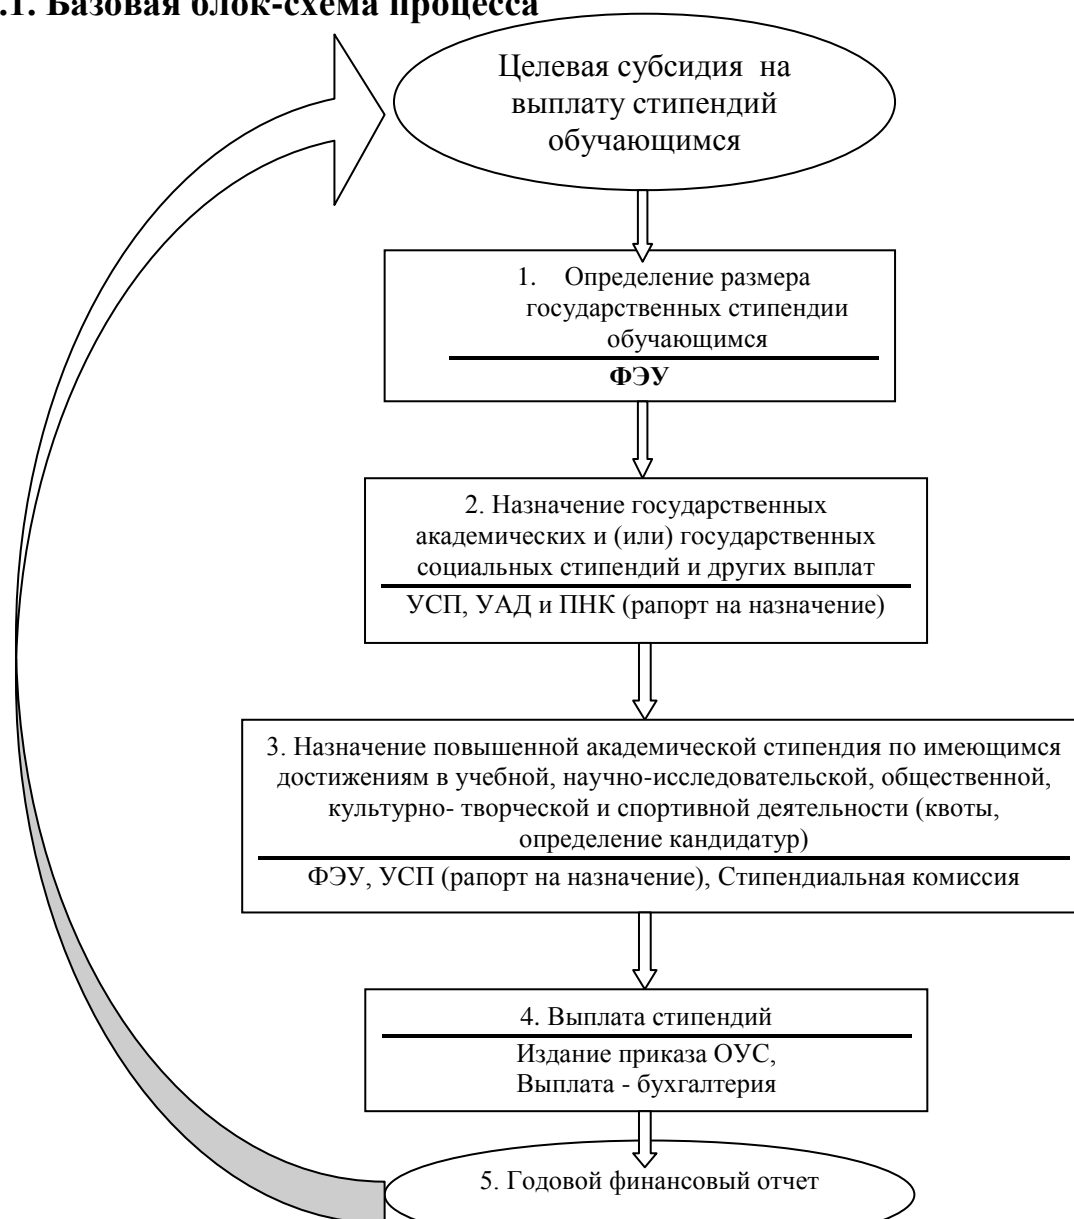 .1. Базовая блок-схема процесса
Целевая субсидия на
выплату стипендий
обучающимся
1. Определение размера
государственных стипендии
обучающимся
ФЭУ
2. Назначение государственных
академических и (или) государственных
социальных стипендий и других выплат
УСП, УАД и ПНК (рапорт на назначение)
3. Назначение повышенной академической стипендия по имеющимся
достижениям в учебной, научно-исследовательской, общественной,
культурно- творческой и спортивной деятельности (квоты,
определение кандидатур)
ФЭУ, УСП (рапорт на назначение), Стипендиальная комиссия
4. Выплата стипендий
Издание приказа ОУС,
Выплата - бухгалтерия
5. Годовой финансовый отчет